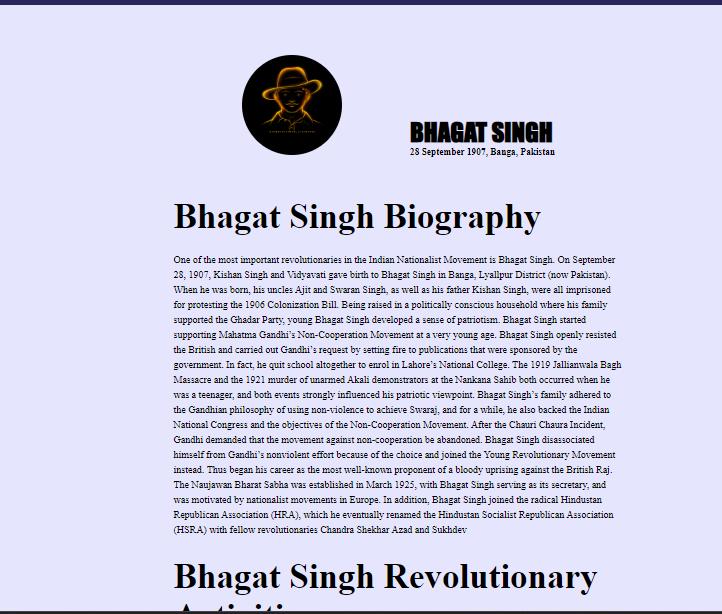 BHAGAT SINGH
28 September 1907, Banga, Pakistan
Bhagat Singh Biography
One of the most important revolutionaries in the Indian Nationalist Movement is Bhagat Singh. On September
28, 1907, Kishan Singh and Vidyavati gave birth to Bhagat Singh in Banga, Lyallpur District (now Pakistan).
When he was born, his uncles Ajit and Swaran Singh, as well as his father Kishan Singh, were all imprisoned
for protesting the 1906 Colonization Bill. Being raised in a politically conscious household where his family
supported the Ghadar Party, young Bhagat Singh developed a sense of patriotism. Bhagat Singh started
supporting Mahatma Gandhi’s Non-Cooperation Movement at a very young age. Bhagat Singh openly resisted
the British and carried out Gandhi’s request by setting fire to publications that were sponsored by the
government. In fact, he quit school altogether to enrol in Lahore’s National College. The 1919 Jallianwala Bagh
Massacre and the 1921 murder of unarmed Akali demonstrators at the Nankana Sahib both occurred when he
was a teenager, and both events strongly influenced his patriotic viewpoint. Bhagat Singh’s family adhered to
the Gandhian philosophy of using non-violence to achieve Swaraj, and for a while, he also backed the Indian
National Congress and the objectives of the Non-Cooperation Movement. After the Chauri Chaura Incident,
Gandhi demanded that the movement against non-cooperation be abandoned. Bhagat Singh disassociated
himself from Gandhi’s nonviolent effort because of the choice and joined the Young Revolutionary Movement
instead. Thus began his career as the most well-known proponent of a bloody uprising against the British Raj.
The Naujawan Bharat Sabha was established in March 1925, with Bhagat Singh serving as its secretary, and
was motivated by nationalist movements in Europe. In addition, Bhagat Singh joined the radical Hindustan
Republican Association (HRA), which he eventually renamed the Hindustan Socialist Republican Association
(HSRA) with fellow revolutionaries Chandra Shekhar Azad and Sukhdev
Bhagat Singh Revolutionary